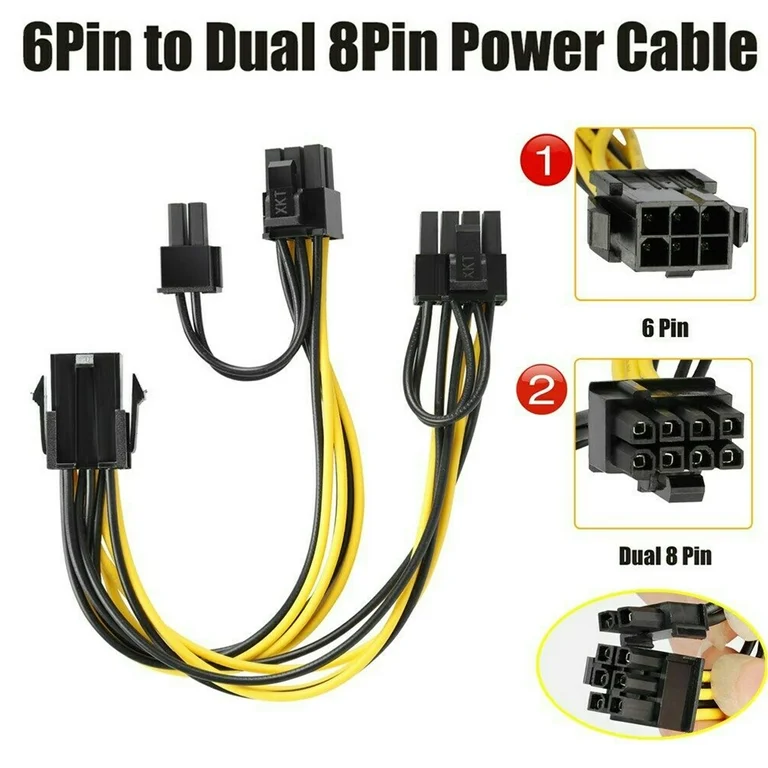 6Pin to Dual 8Pin Power Cable
XKT
XKT
1
6 Pin
2
Dual 8 Pin